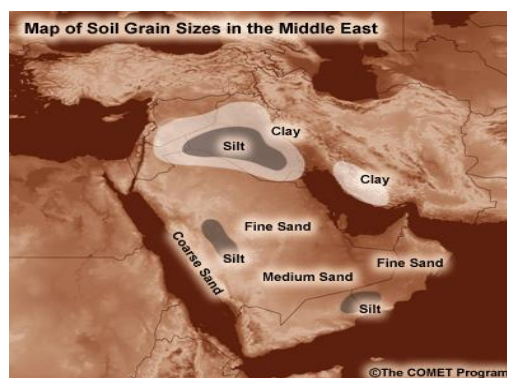 Map of Soil Grain Sizes in the Middle East
Clay
Silt
Clay
Fine Sand
Coarse Sand
Silt
Medium Sand
Fine Sand
Silt
©The COMET Program